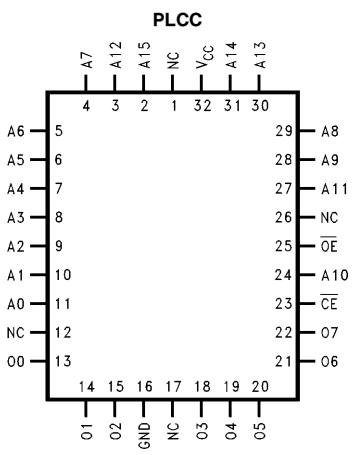 PLCC
A7 A12 A15 NC VCC A14 A13
4 3 2 1 32 31 30
A6 5 29 A8
A5 6 28 A9
A4 7 27 A11
A3 8 26 NC
A2 9 25 O̅E̅
A1 10 24 A10
A0 11 23 C̅E̅
NC 12 22 O7
O0 13 21 O6
14 15 16 17 18 19 20
O1 O2 GND NC O3 O4 O5